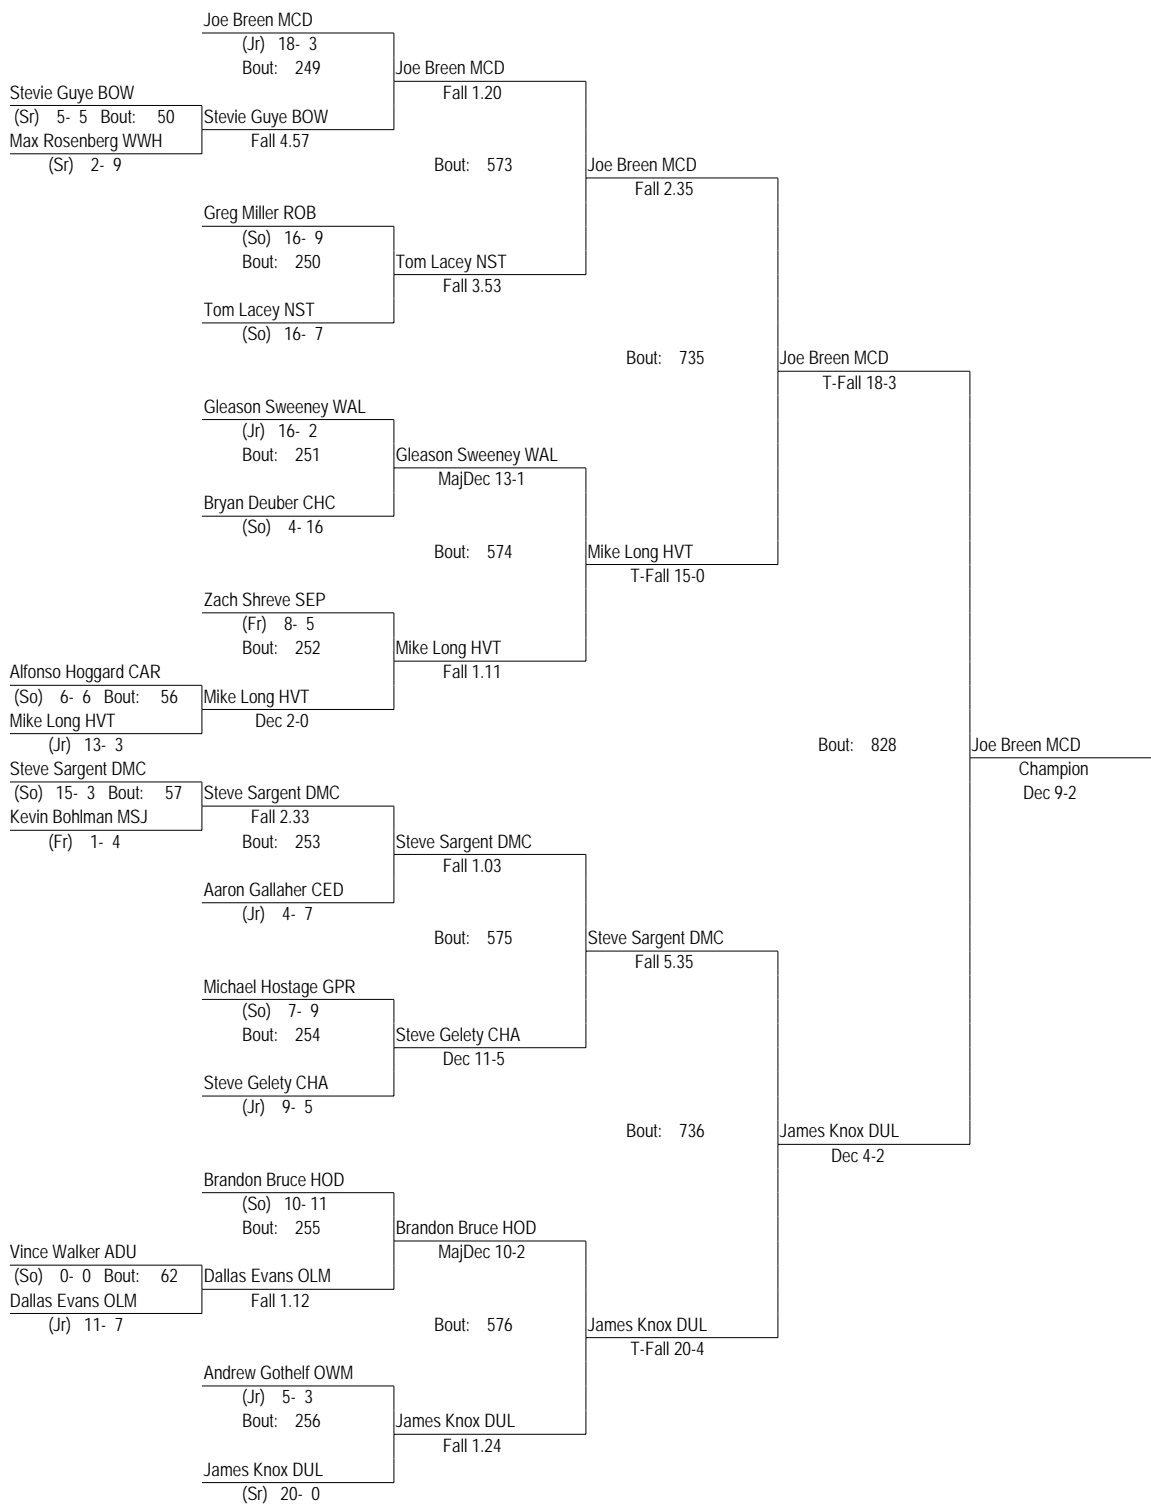 Joe Breen MCD
(Jr) 18- 3
Bout: 249
Joe Breen MCD
Fall 1.20
Stevie Guye BOW
(Sr) 5- 5 Bout: 50
Stevie Guye BOW
Max Rosenberg WWH
Fall 4.57
(Sr) 2- 9
Bout: 573
Joe Breen MCD
Fall 2.35
Greg Miller ROB
(So) 16- 9
Bout: 250
Tom Lacey NST
Fall 3.53
Tom Lacey NST
(So) 16- 7
Bout: 735
Joe Breen MCD
T-Fall 18-3
Gleason Sweeney WAL
(Jr) 16- 2
Bout: 251
Gleason Sweeney WAL
MajDec 13-1
Bryan Deuber CHC
(So) 4- 16
Bout: 574
Mike Long HVT
T-Fall 15-0
Zach Shreve SEP
(Fr) 8- 5
Bout: 252
Mike Long HVT
Fall 1.11
Alfonso Hoggard CAR
(So) 6- 6 Bout: 56
Mike Long HVT
Mike Long HVT
Dec 2-0
(Jr) 13- 3
Bout: 828
Joe Breen MCD
Champion
Dec 9-2
Steve Sargent DMC
(So) 15- 3 Bout: 57
Steve Sargent DMC
Kevin Bohlman MSJ
Fall 2.33
(Fr) 1- 4
Bout: 253
Steve Sargent DMC
Fall 1.03
Aaron Gallaher CED
(Jr) 4- 7
Bout: 575
Steve Sargent DMC
Fall 5.35
Michael Hostage GPR
(So) 7- 9
Bout: 254
Steve Gelety CHA
Dec 11-5
Steve Gelety CHA
(Jr) 9- 5
Bout: 736
James Knox DUL
Dec 4-2
Brandon Bruce HOD
(So) 10- 11
Bout: 255
Brandon Bruce HOD
MajDec 10-2
Vince Walker ADU
(So) 0- 0 Bout: 62
Dallas Evans OLM
Dallas Evans OLM
Fall 1.12
(Jr) 11- 7
Bout: 576
James Knox DUL
T-Fall 20-4
Andrew Gothelf OWM
(Jr) 5- 3
Bout: 256
James Knox DUL
Fall 1.24
James Knox DUL
(Sr) 20- 0